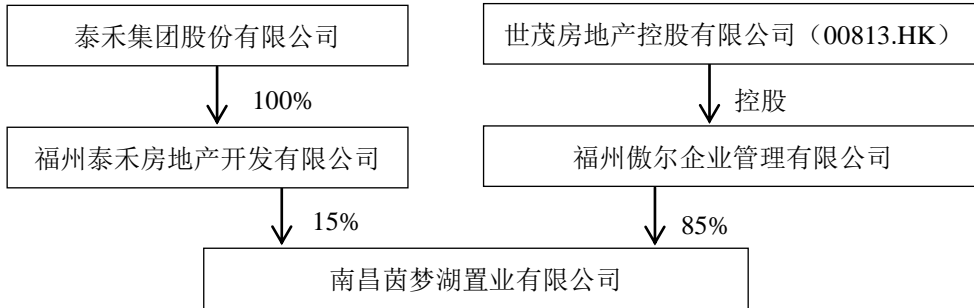 泰禾集团股份有限公司
世茂房地产控股有限公司（00813.HK）
100%
控股
福州泰禾房地产开发有限公司
福州傲尔企业管理有限公司
15%
85%
南昌茵梦湖置业有限公司